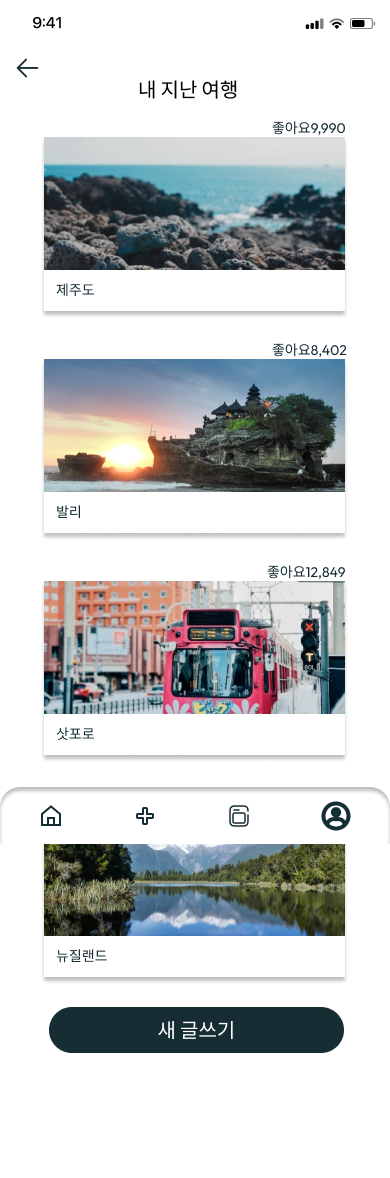 9:41
내 지난 여행
좋아요9,990
제주도
좋아요8,402
발리
좋아요12,849
삿포로
뉴질랜드
새 글쓰기